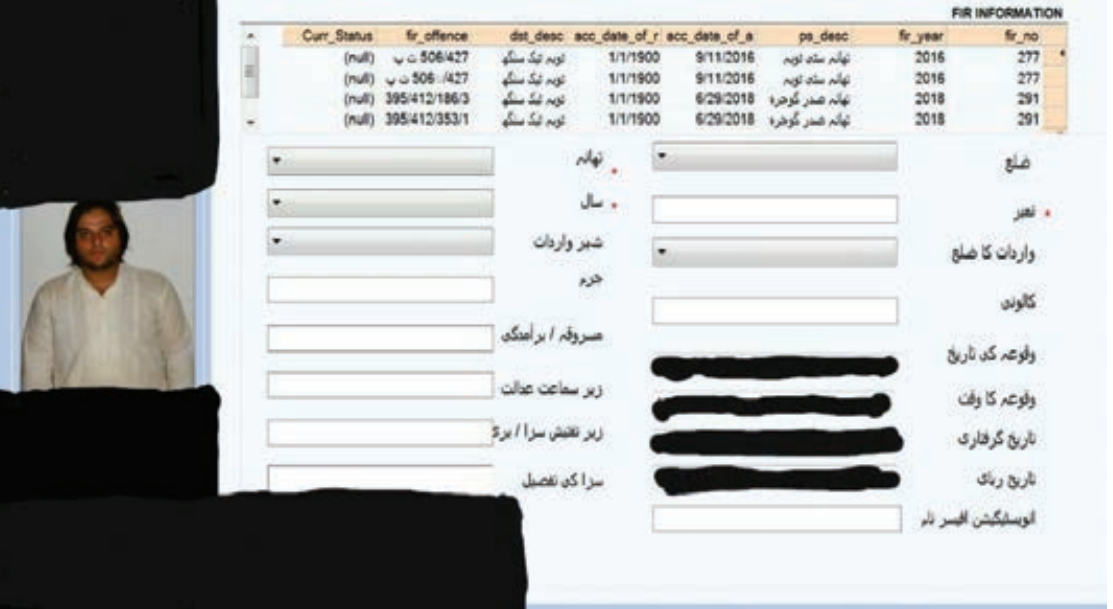 FIR INFORMATION
Curr_Status fir_offence dst_desc acc_date_of_r acc_date_of_a ps_desc fir_year fir_no
(null) 506/427 ت پ ٹوبہ ٹیک سنگھ 1/1/1900 9/11/2016 تھانہ سٹی ٹوبہ 2016 277
(null) 506/427 ت پ ٹوبہ ٹیک سنگھ 1/1/1900 9/11/2016 تھانہ سٹی ٹوبہ 2016 277
(null) 395/412/186/3 ٹوبہ ٹیک سنگھ 1/1/1900 6/29/2018 تھانہ صدر گوجرہ 2018 291
(null) 395/412/353/1 ٹوبہ ٹیک سنگھ 1/1/1900 6/29/2018 تھانہ صدر گوجرہ 2018 291
ضلع تھانہ *
نمبر * سال *
واردات کا ضلع شہر واردات
کالونی جرم
وقوعہ کی تاریخ مسروقہ / برآمدگی
وقوعہ کا وقت زیر سماعت عدالت
تاریخ گرفتاری زیر تفتیش سزا / بری
تاریخ رہائی سزا کی تفصیل
انویسٹیگیشن افیسر نام